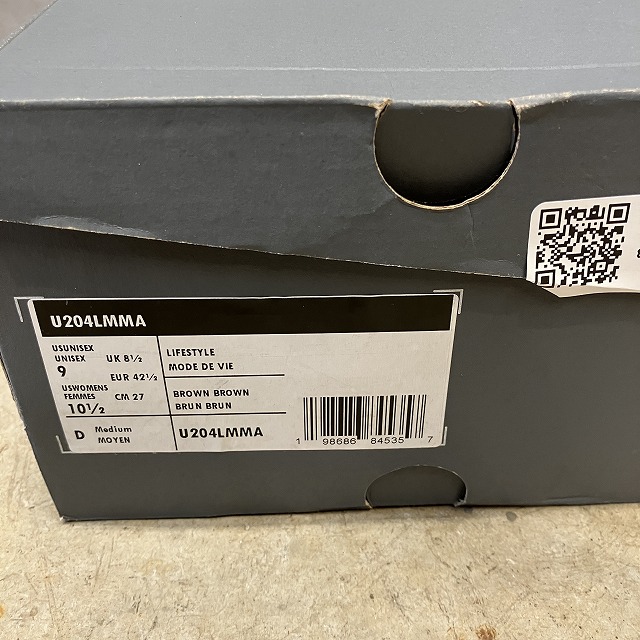 U204LMMA
USUNISEX
UNISEX
9
UK 8½
EUR 42½
USWOMENS
FEMMES
10½
CM 27
D Medium
MOYEN
LIFESTYLE
MODE DE VIE
BROWN BROWN
BRUN BRUN
U204LMMA
1 98686 84535 7